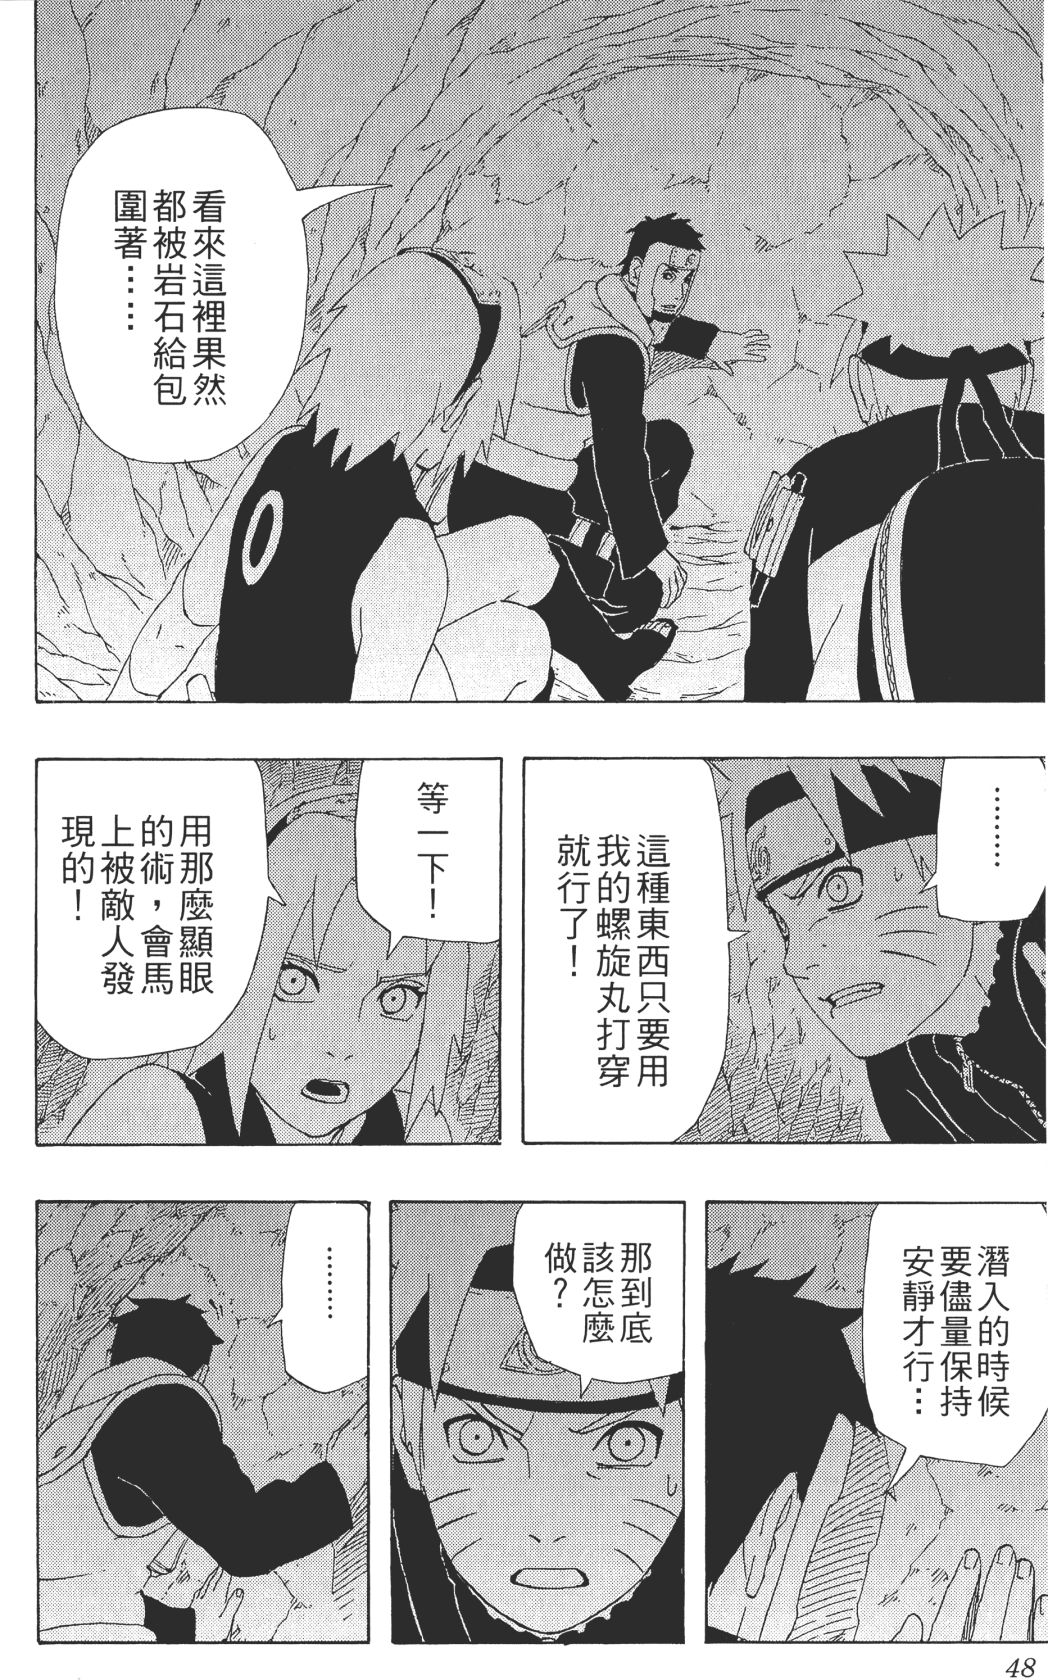 看來這裡果然
都被岩石給包
圍著……
………
這種東西只要用
我的螺旋丸打穿
就行了！
等一下！
用那麼顯眼
的術，會馬
上被敵人發
現的！
潛入的時候
要儘量保持
安靜才行…
那到底
該怎麼
做？
………
48